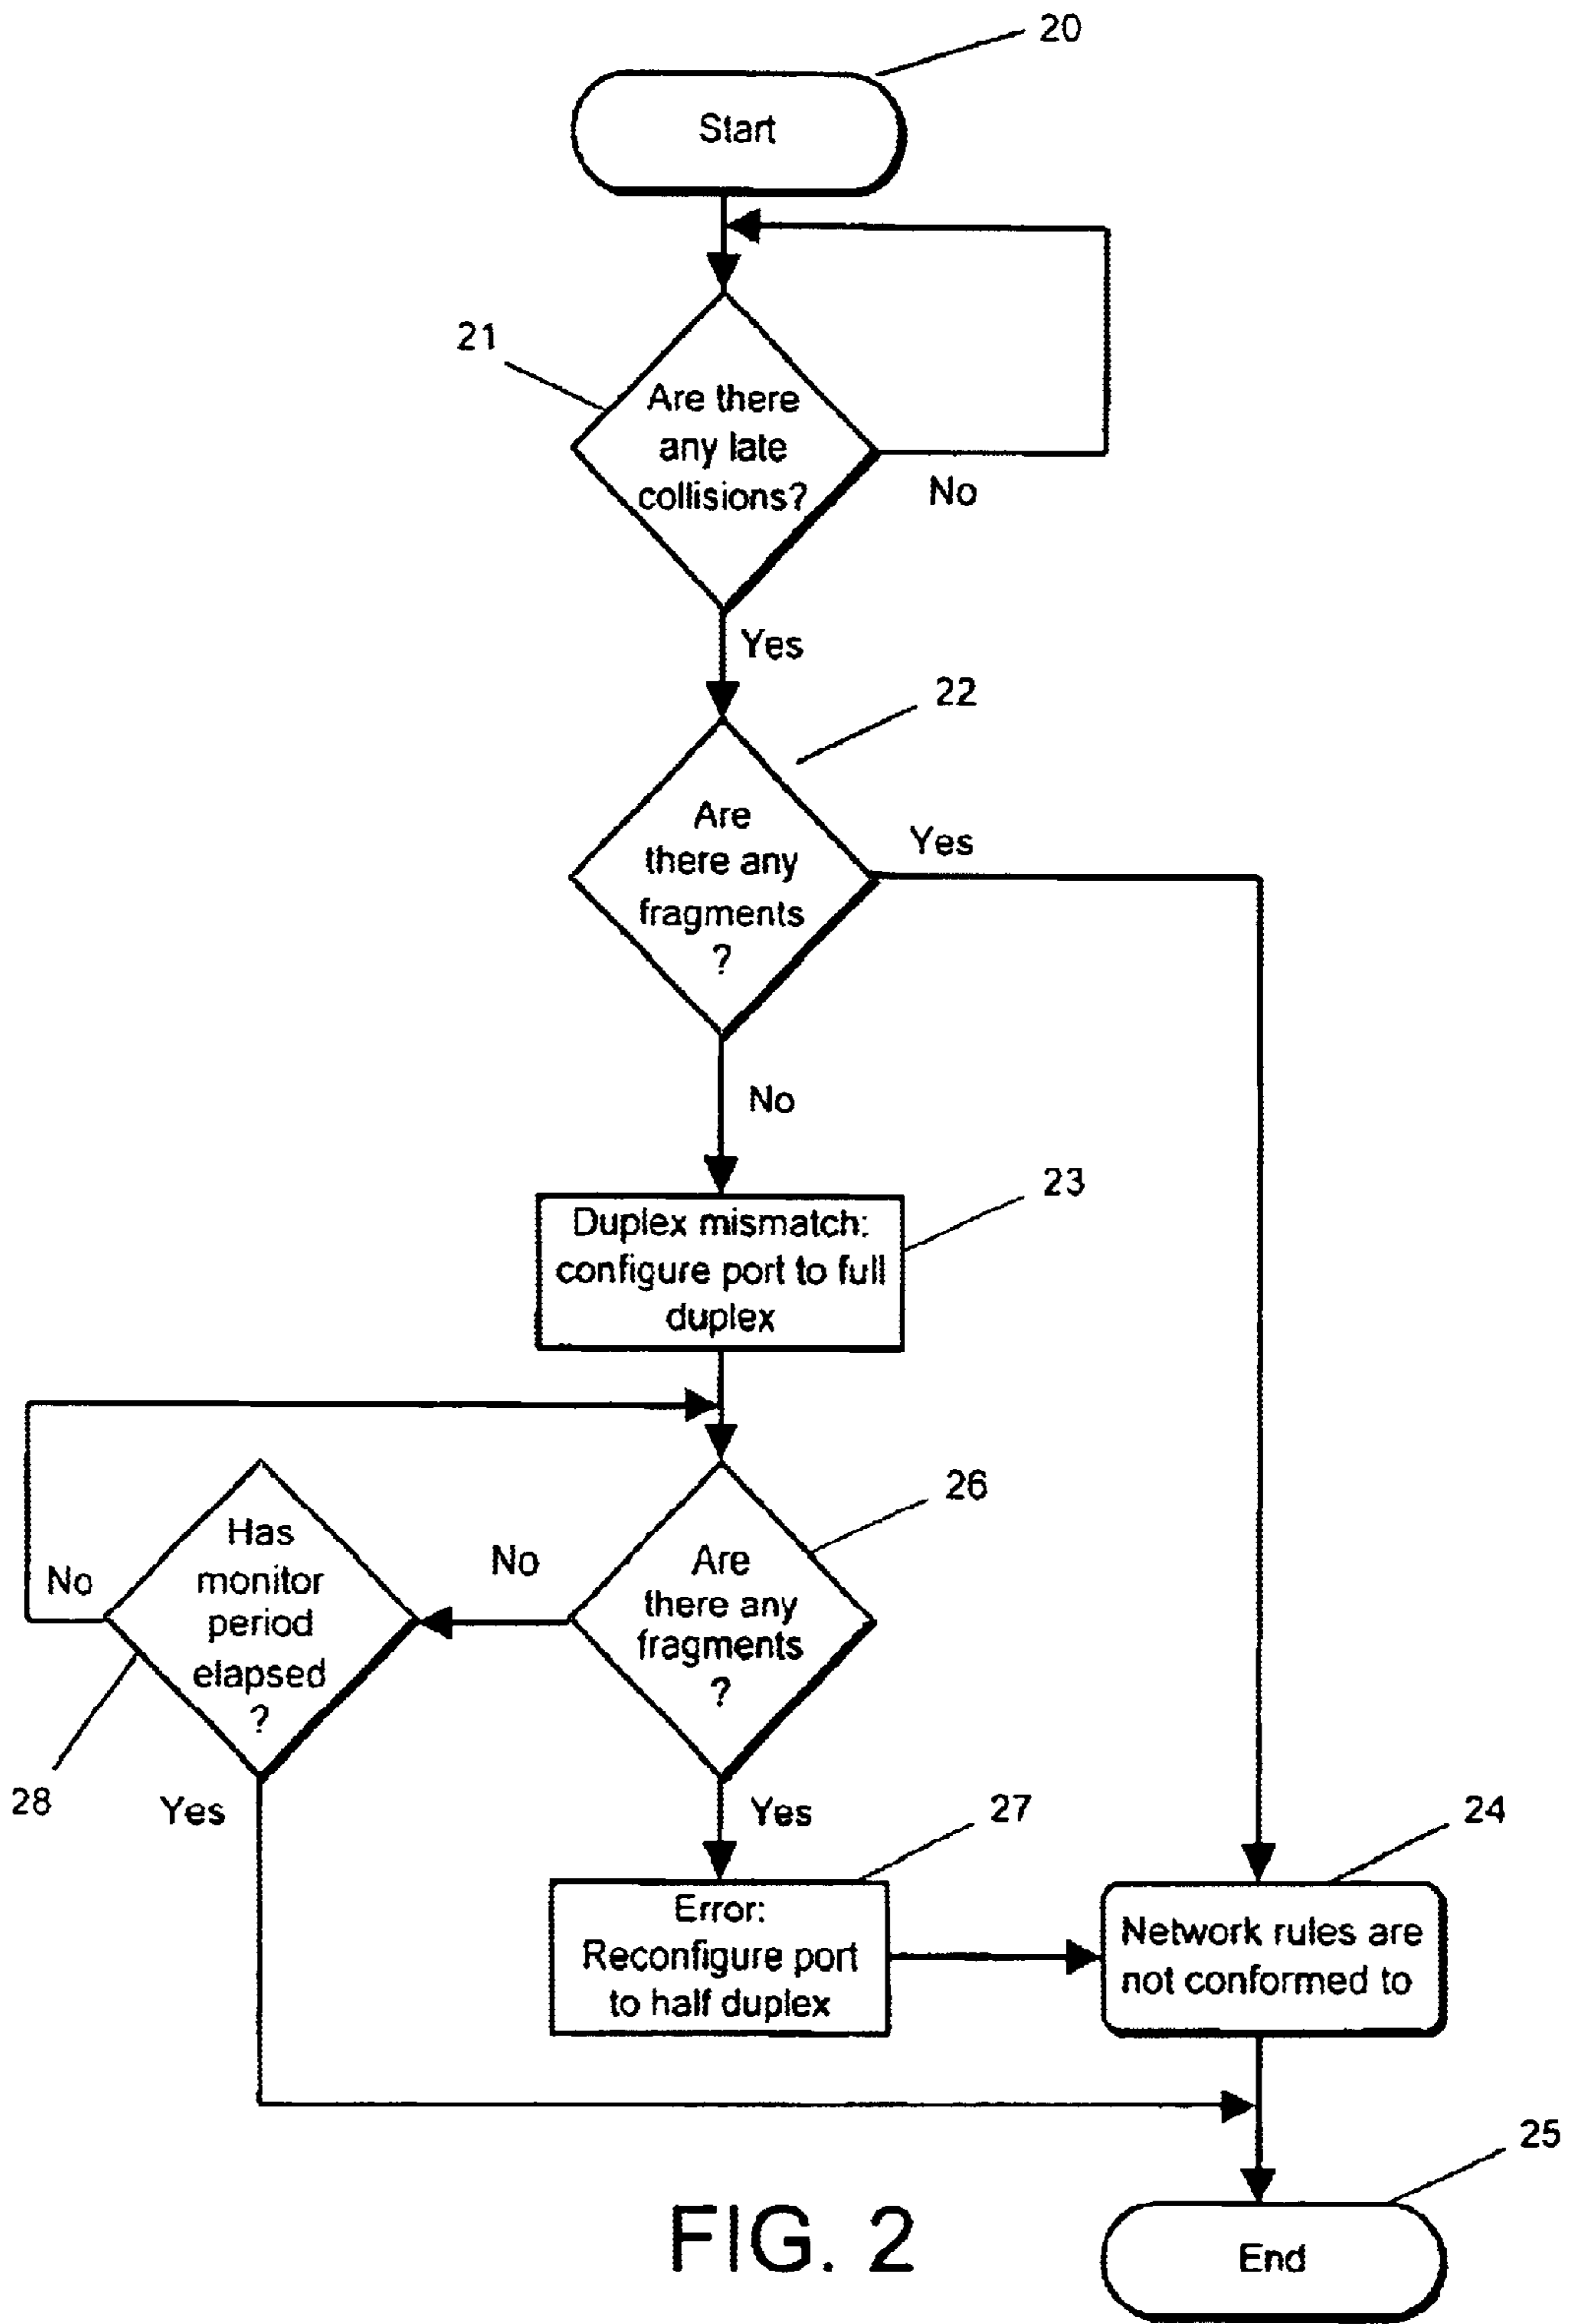 20
Start
21
Are there
any late
collisions?
No
Yes
22
Are
there any
fragments
?
Yes
No
23
Duplex mismatch:
configure port to full
duplex
26
Has
monitor
period
elapsed
?
No
No
Are
there any
fragments
?
28
Yes
Yes
27
24
Error:
Reconfigure port
to half duplex
Network rules are
not conformed to
25
End
FIG. 2